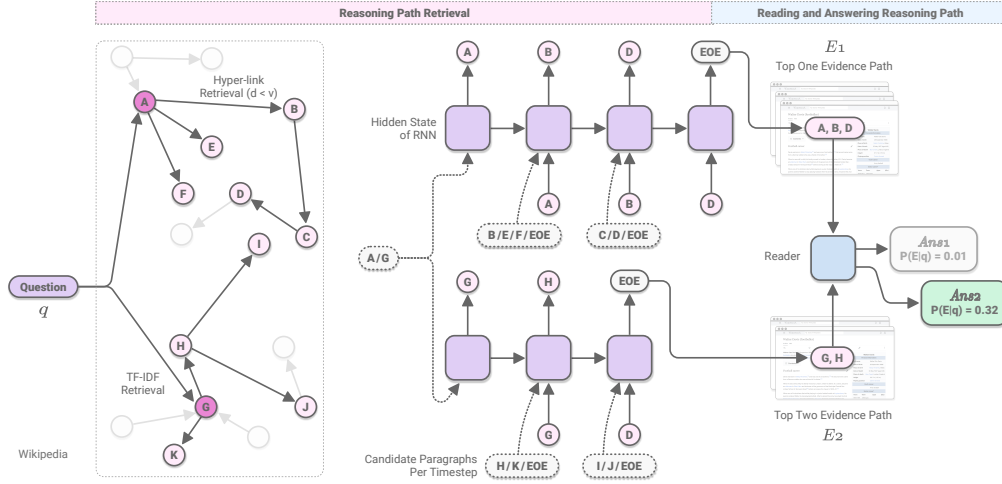 Reasoning Path Retrieval
Reading and Answering Reasoning Path
Hyper-link
Retrieval (d < v)
A
B
E
F
D
C
I
Question
q
H
TF-IDF
Retrieval
G
J
K
Wikipedia
A
B
D
EOE
Hidden State
of RNN
A
B
D
B/E/F/EOE
C/D/EOE
A/G
G
H
EOE
G
D
Candidate Paragraphs
Per Timestep
H/K/EOE
I/J/EOE
E1
Top One Evidence Path
A, B, D
Reader
Ans1
P(E|q) = 0.01
Ans2
P(E|q) = 0.32
G, H
Top Two Evidence Path
E2